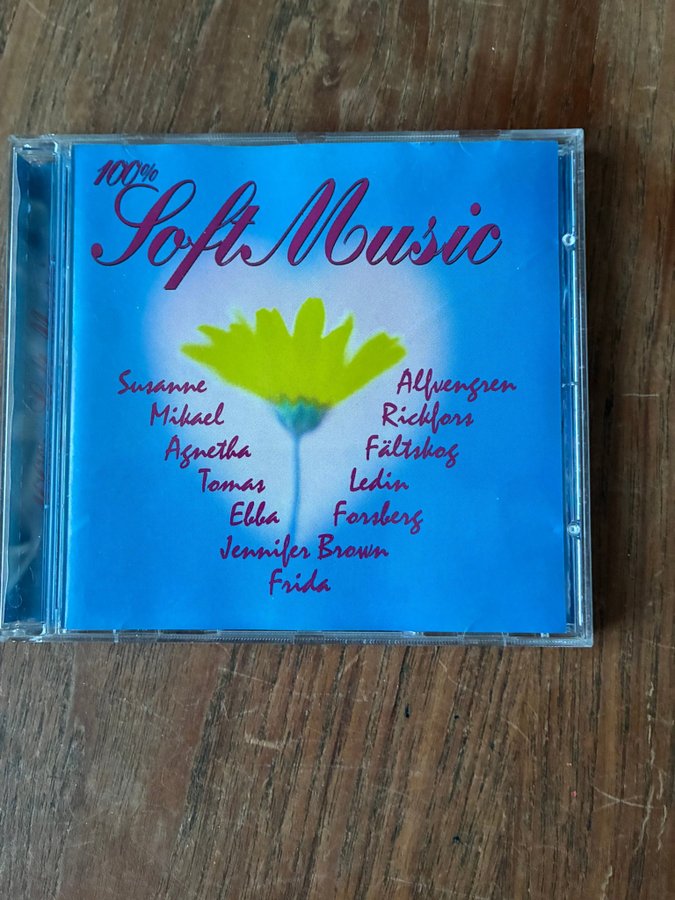 100%
Soft Music
Susanne Alfvengren
Mikael Rickfors
Agnetha Fältskog
Tomas Ledin
Ebba Forsberg
Jennifer Brown
Frida